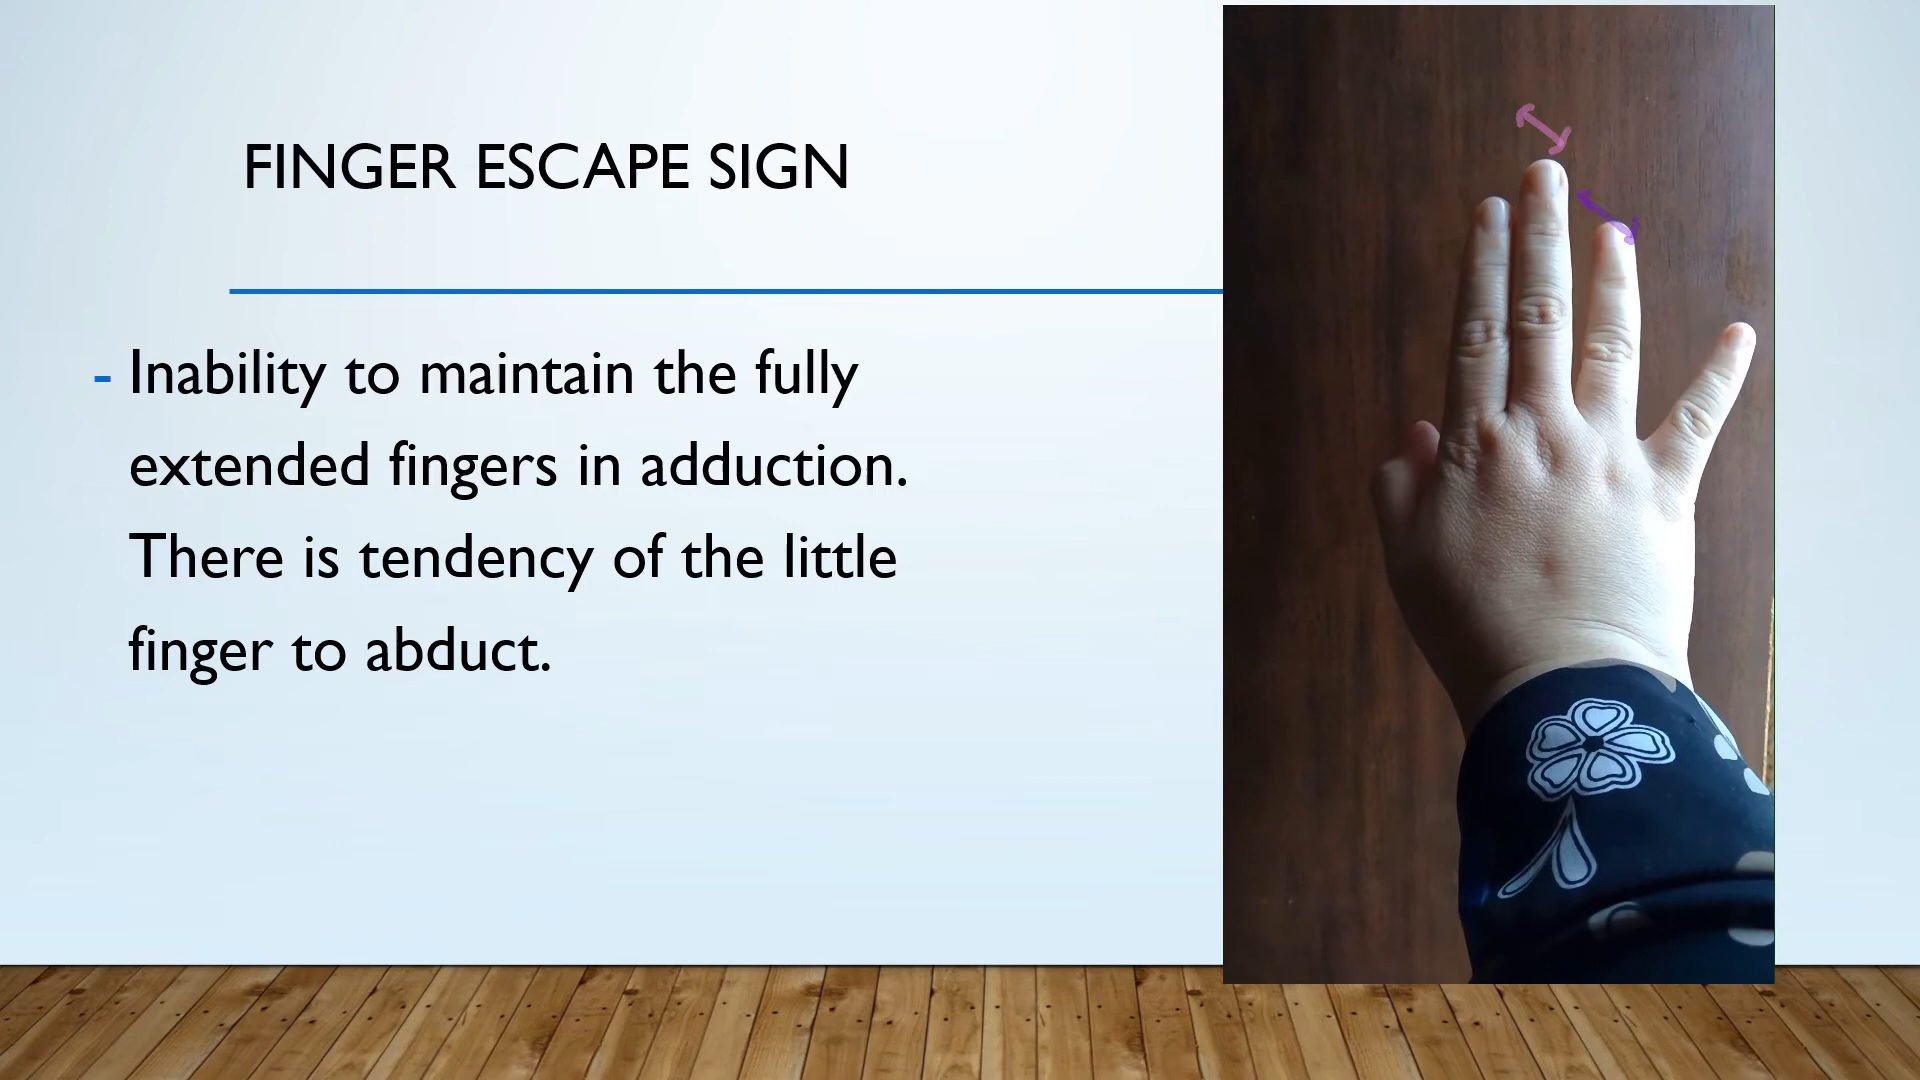 FINGER ESCAPE SIGN
- Inability to maintain the fully
extended fingers in adduction.
There is tendency of the little
finger to abduct.